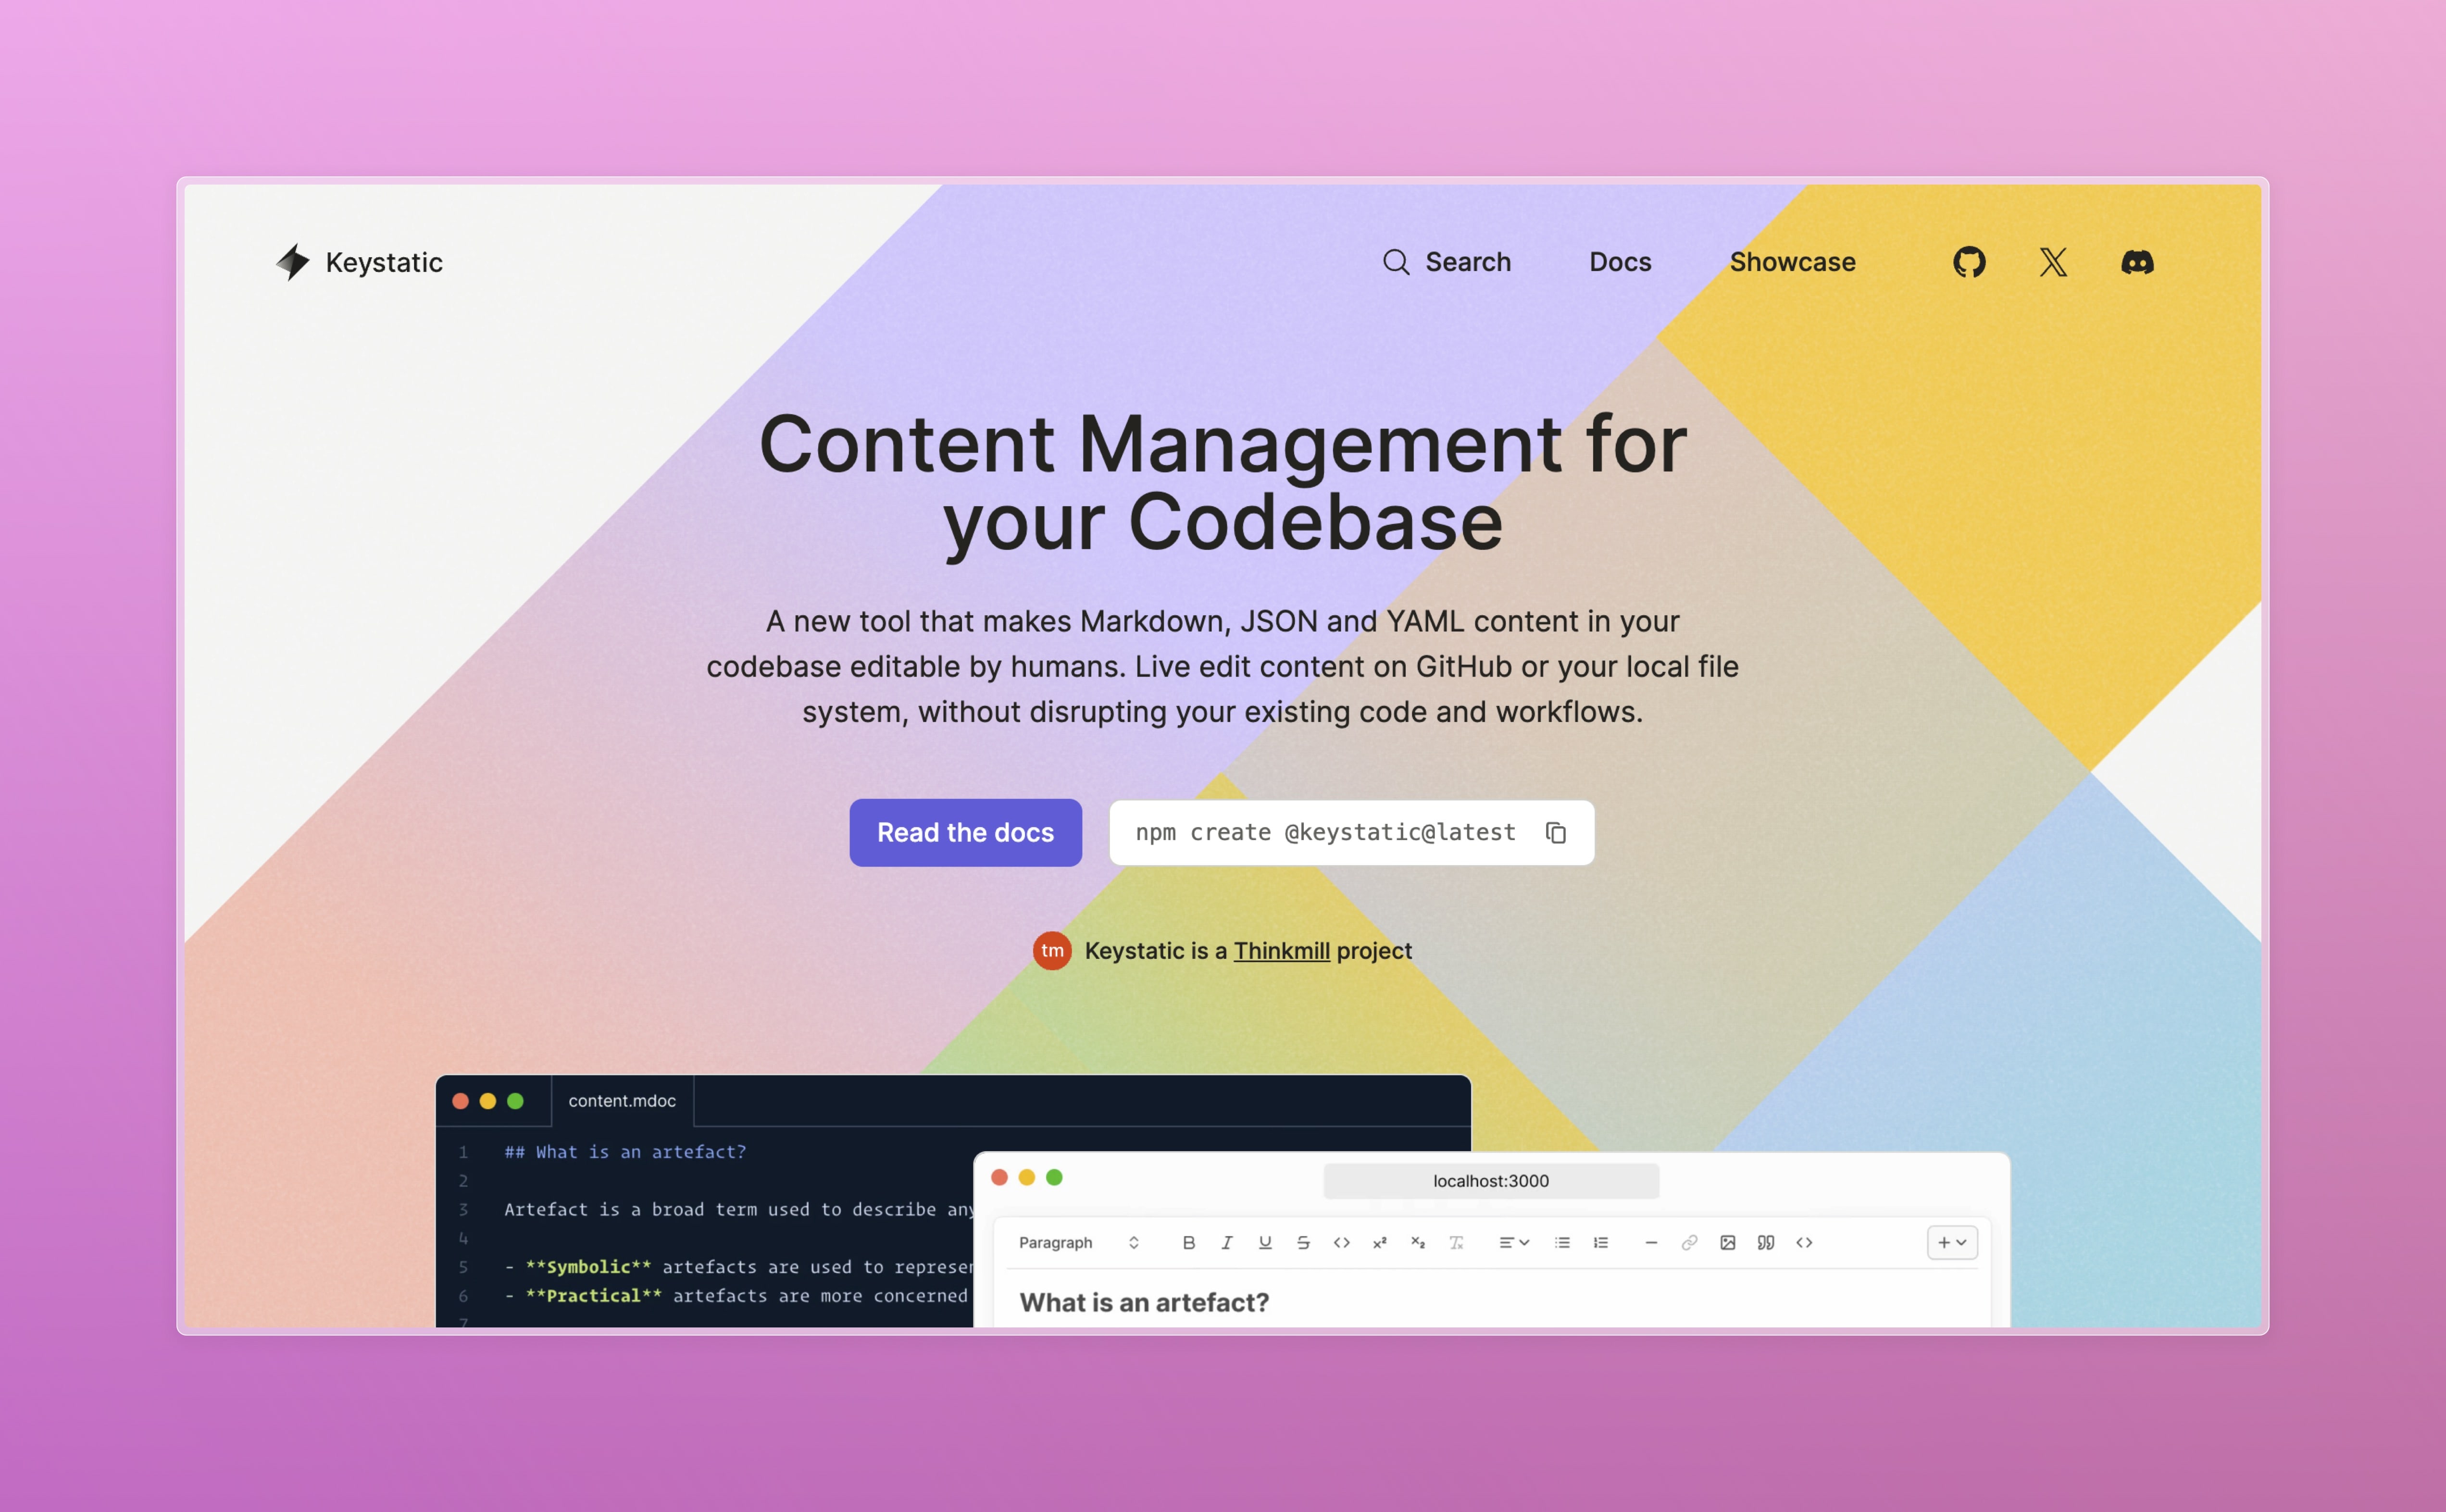 Keystatic
Search Docs Showcase
Content Management for
your Codebase
A new tool that makes Markdown, JSON and YAML content in your
codebase editable by humans. Live edit content on GitHub or your local file
system, without disrupting your existing code and workflows.
Read the docs
npm create @keystatic@latest
tm Keystatic is a Thinkmill project
content.mdoc
1 ## What is an artefact?
2
3 Artefact is a broad term used to describe any
4
5 - **Symbolic** artefacts are used to represen
6 - **Practical** artefacts are more concerned
7
localhost:3000
Paragraph
What is an artefact?